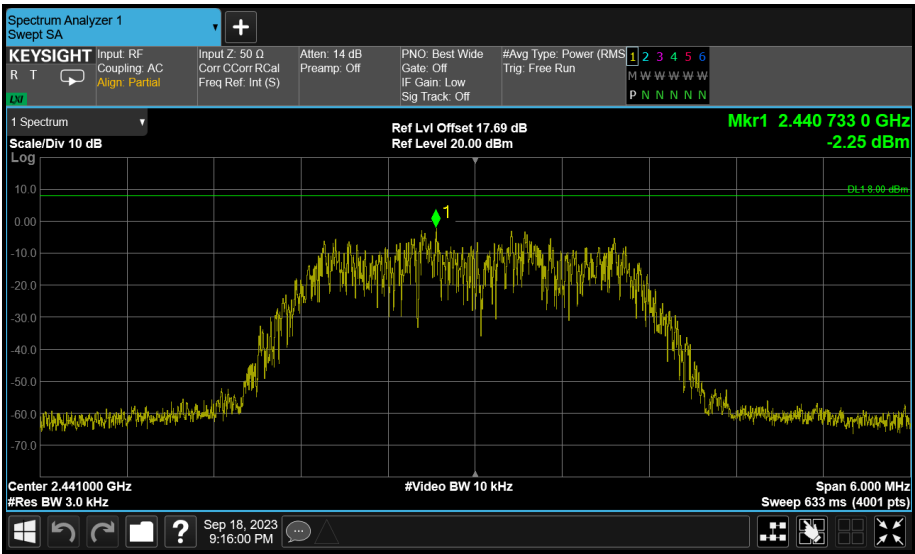 Spectrum Analyzer 1
Swept SA
+
KEYSIGHT
R T
LXI
Input: RF
Coupling: AC
Align: Partial
Input Z: 50 Ω
Corr CCorr RCal
Freq Ref: Int (S)
Atten: 14 dB
Preamp: Off
PNO: Best Wide
Gate: Off
IF Gain: Low
Sig Track: Off
#Avg Type: Power (RMS
Trig: Free Run
1 2 3 4 5 6
M W W W W W
P N N N N N
1 Spectrum
Scale/Div 10 dB
Ref Lvl Offset 17.69 dB
Ref Level 20.00 dBm
Mkr1 2.440 733 0 GHz
-2.25 dBm
Log
10.0
DL1 8.00 dBm
1
0.00
-10.0
-20.0
-30.0
-40.0
-50.0
-60.0
-70.0
Center 2.441000 GHz
#Video BW 10 kHz
Span 6.000 MHz
#Res BW 3.0 kHz
Sweep 633 ms (4001 pts)
?
Sep 18, 2023
9:16:00 PM